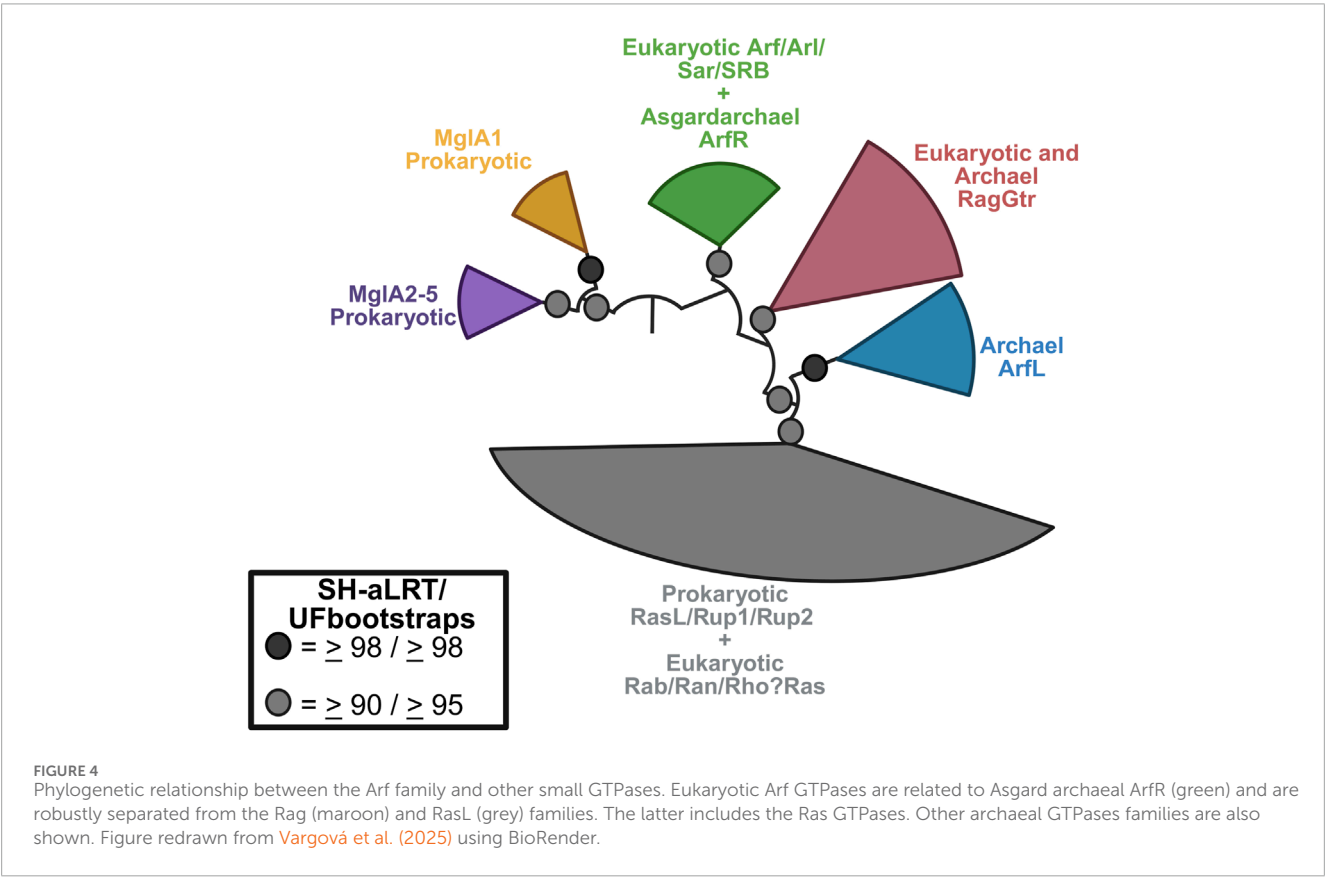 Eukaryotic Arf/Arl/
Sar/SRB
+
Asgardarchael
ArfR
MglA1
Prokaryotic
Eukaryotic and
Archael
RagGtr
MglA2-5
Prokaryotic
Archael
ArfL
Prokaryotic
RasL/Rup1/Rup2
+
Eukaryotic
Rab/Ran/Rho?Ras
SH-aLRT/
UFbootstraps
= ≥ 98 / ≥ 98
= ≥ 90 / ≥ 95
FIGURE 4
Phylogenetic relationship between the Arf family and other small GTPases. Eukaryotic Arf GTPases are related to Asgard archaeal ArfR (green) and are
robustly separated from the Rag (maroon) and RasL (grey) families. The latter includes the Ras GTPases. Other archaeal GTPases families are also
shown. Figure redrawn from Vargová et al. (2025) using BioRender.